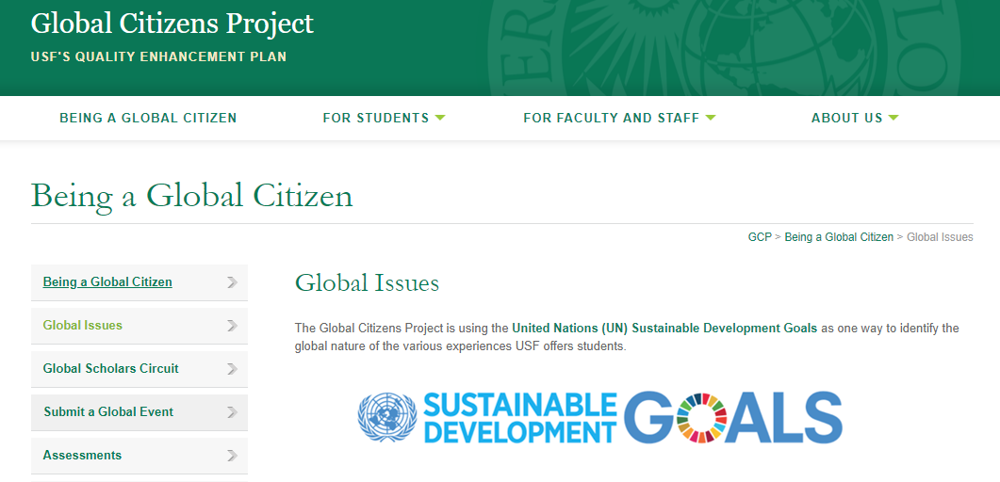 Global Citizens Project
USF'S QUALITY ENHANCEMENT PLAN
BEING A GLOBAL CITIZEN
FOR STUDENTS
FOR FACULTY AND STAFF
ABOUT US
Being a Global Citizen
GCP > Being a Global Citizen > Global Issues
Being a Global Citizen
Global Issues
Global Scholars Circuit
Submit a Global Event
Assessments
Global Issues
The Global Citizens Project is using the United Nations (UN) Sustainable Development Goals as one way to identify the
global nature of the various experiences USF offers students.
SUSTAINABLE
DEVELOPMENT
GOALS